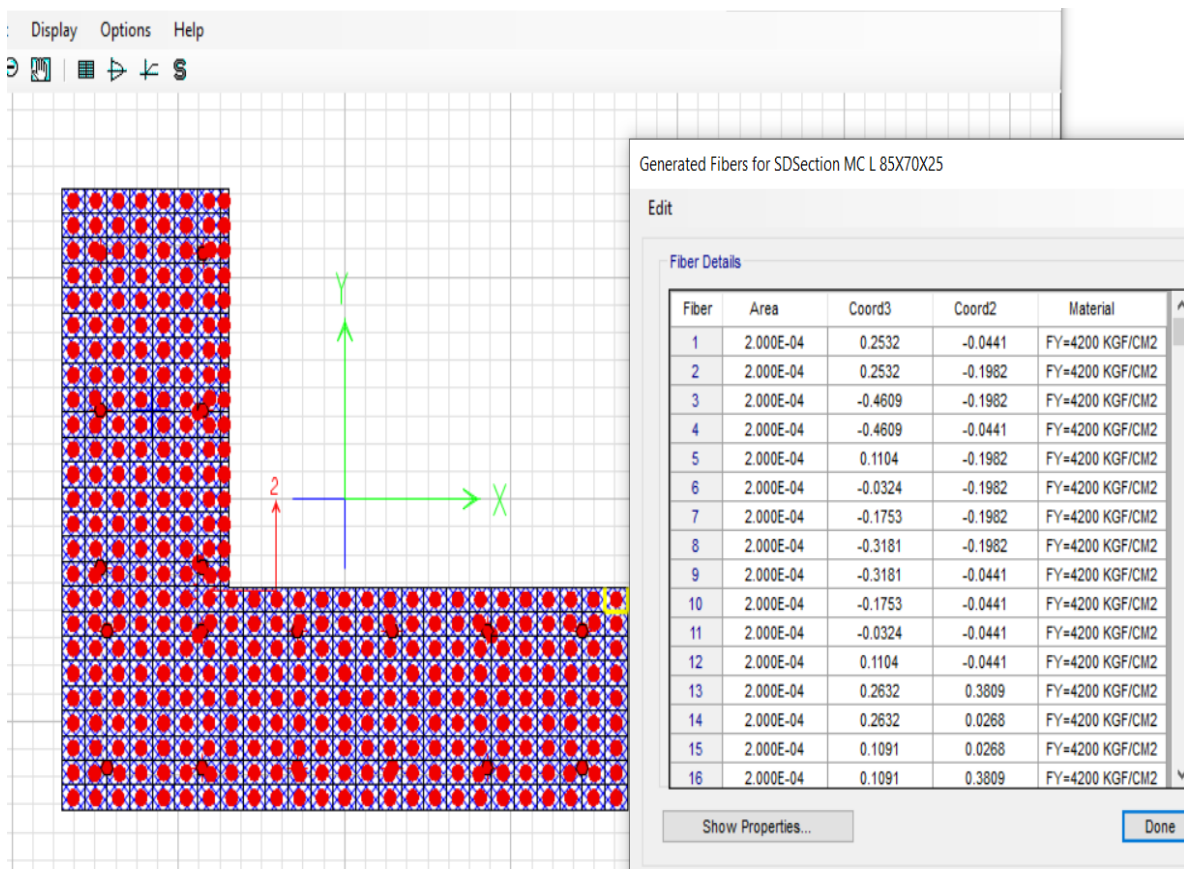 Display Options Help
S
Generated Fibers for SDSection MC L 85X70X25
Edit
Fiber Details
Fiber Area Coord3 Coord2 Material
1 2.000E-04 0.2532 -0.0441 FY=4200 KGF/CM2
2 2.000E-04 0.2532 -0.1982 FY=4200 KGF/CM2
3 2.000E-04 -0.4609 -0.1982 FY=4200 KGF/CM2
4 2.000E-04 -0.4609 -0.0441 FY=4200 KGF/CM2
5 2.000E-04 0.1104 -0.1982 FY=4200 KGF/CM2
6 2.000E-04 -0.0324 -0.1982 FY=4200 KGF/CM2
7 2.000E-04 -0.1753 -0.1982 FY=4200 KGF/CM2
8 2.000E-04 -0.3181 -0.1982 FY=4200 KGF/CM2
9 2.000E-04 -0.3181 -0.0441 FY=4200 KGF/CM2
10 2.000E-04 -0.1753 -0.0441 FY=4200 KGF/CM2
11 2.000E-04 -0.0324 -0.0441 FY=4200 KGF/CM2
12 2.000E-04 0.1104 -0.0441 FY=4200 KGF/CM2
13 2.000E-04 0.2632 0.3809 FY=4200 KGF/CM2
14 2.000E-04 0.2632 0.0268 FY=4200 KGF/CM2
15 2.000E-04 0.1091 0.0268 FY=4200 KGF/CM2
16 2.000E-04 0.1091 0.3809 FY=4200 KGF/CM2
Show Properties... Done
Y
2
X